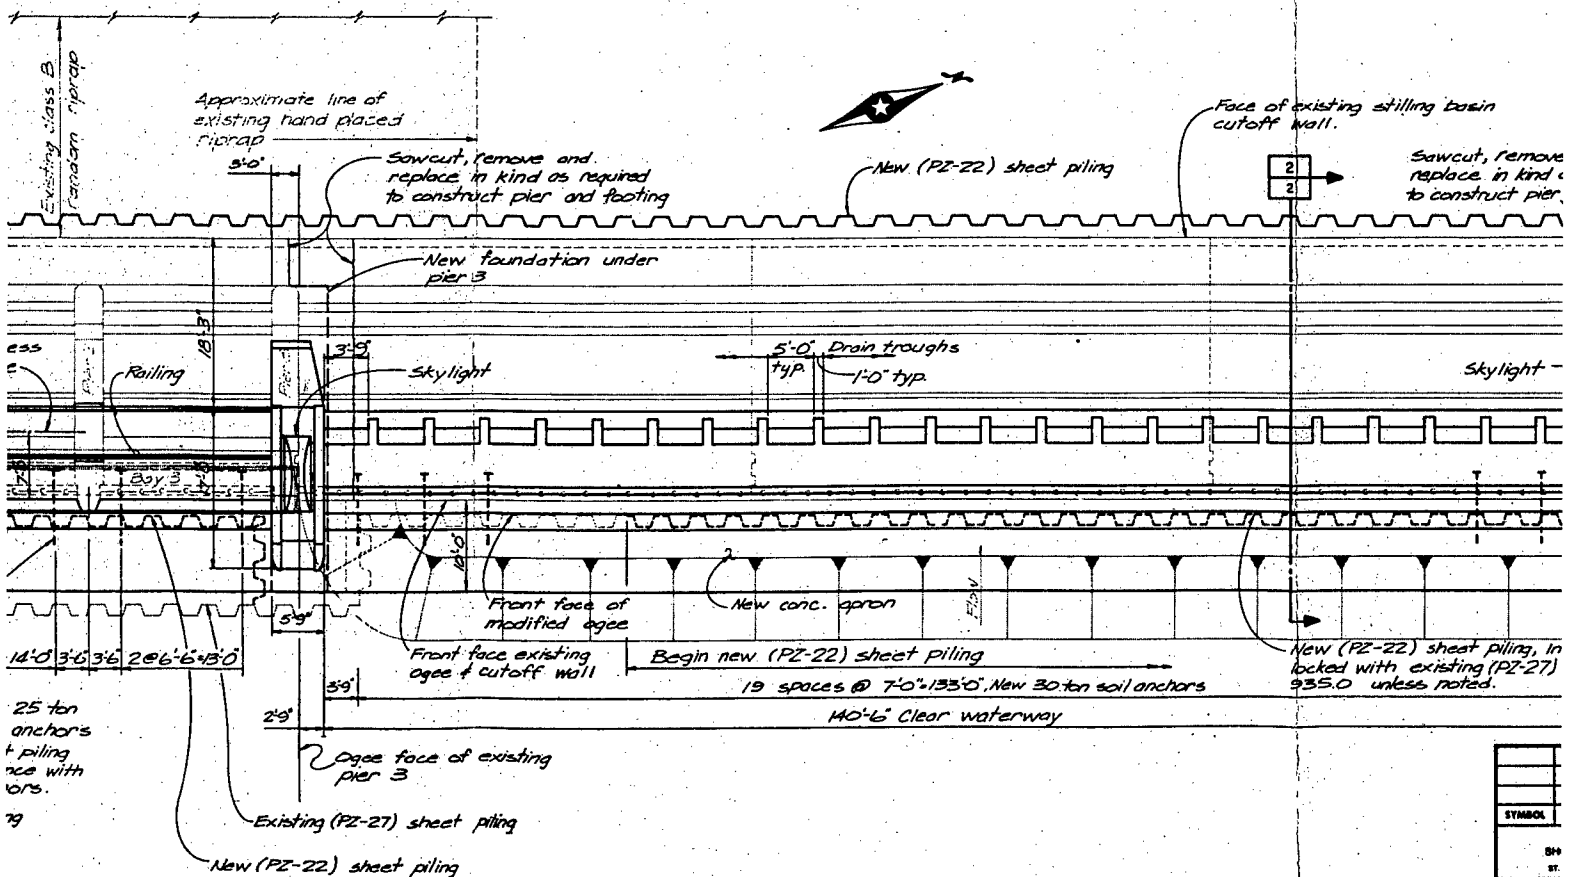 Existing class B
random riprap
Approximate line of
existing hand placed
riprap
3'-0"
Sawcut, remove and
replace in kind as required
to construct pier and footing
New (PZ-22) sheet piling
Face of existing stilling basin
cutoff wall.
2
2
Sawcut, remove
replace in kind
to construct pier
New foundation under
pier 3
18'-3"
ess
Railing
3'-9"
Skylight
5'-0"
typ.
Drain troughs
1'-0" typ.
Skylight
Bay 3
10'-0"
Front face of
modified ogee
New conc. apron
Flow
5'-9"
14'-0" 3'-6" 3'-6" 2@6'-6"=13'-0"
Front face existing
ogee & cutoff wall
Begin new (PZ-22) sheet piling
New (PZ-22) sheet piling, in
locked with existing (PZ-27)
935.0 unless noted.
3'-9"
19 spaces @ 7'-0"=133'-0", New 30 ton soil anchors
2'-9"
140'-6" Clear waterway
25 ton
anchors
piling
nce with
ors.
Ogee face of existing
pier 3
Existing (PZ-27) sheet piling
New (PZ-22) sheet piling
SYMBOL
SH
ST.